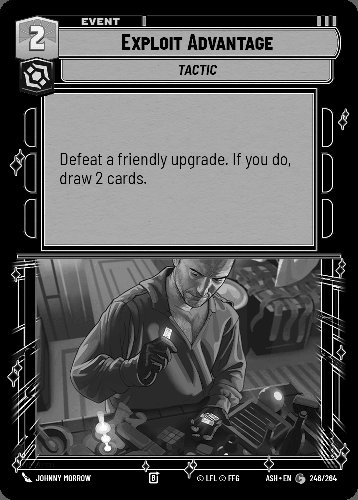 EVENT
2
EXPLOIT ADVANTAGE
TACTIC
Defeat a friendly upgrade. If you do,
draw 2 cards.
JOHNNY MORROW
© LFL © FFG
ASH • EN
246/264